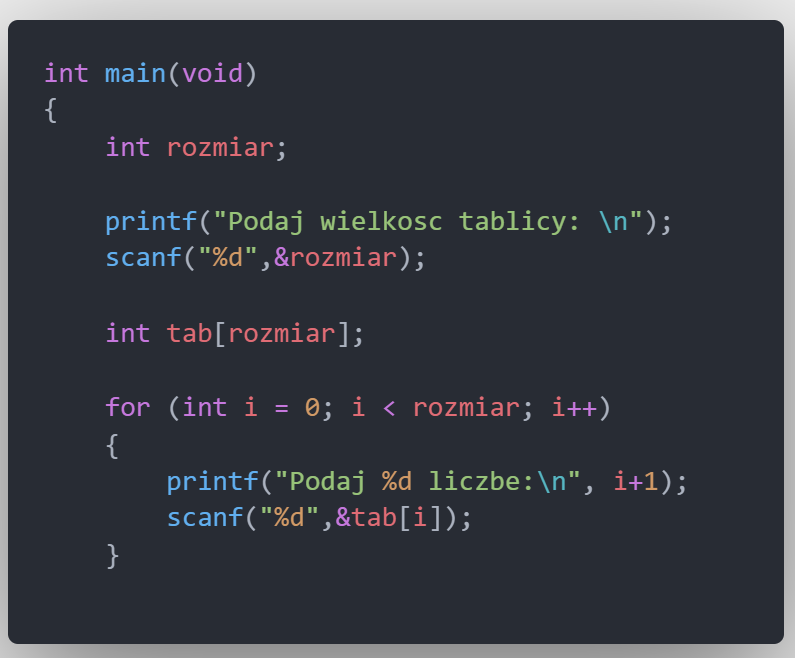 int main(void)
{
    int rozmiar;

    printf("Podaj wielkosc tablicy: \n");
    scanf("%d",&rozmiar);

    int tab[rozmiar];

    for (int i = 0; i < rozmiar; i++)
    {
        printf("Podaj %d liczbe:\n", i+1);
        scanf("%d",&tab[i]);
    }